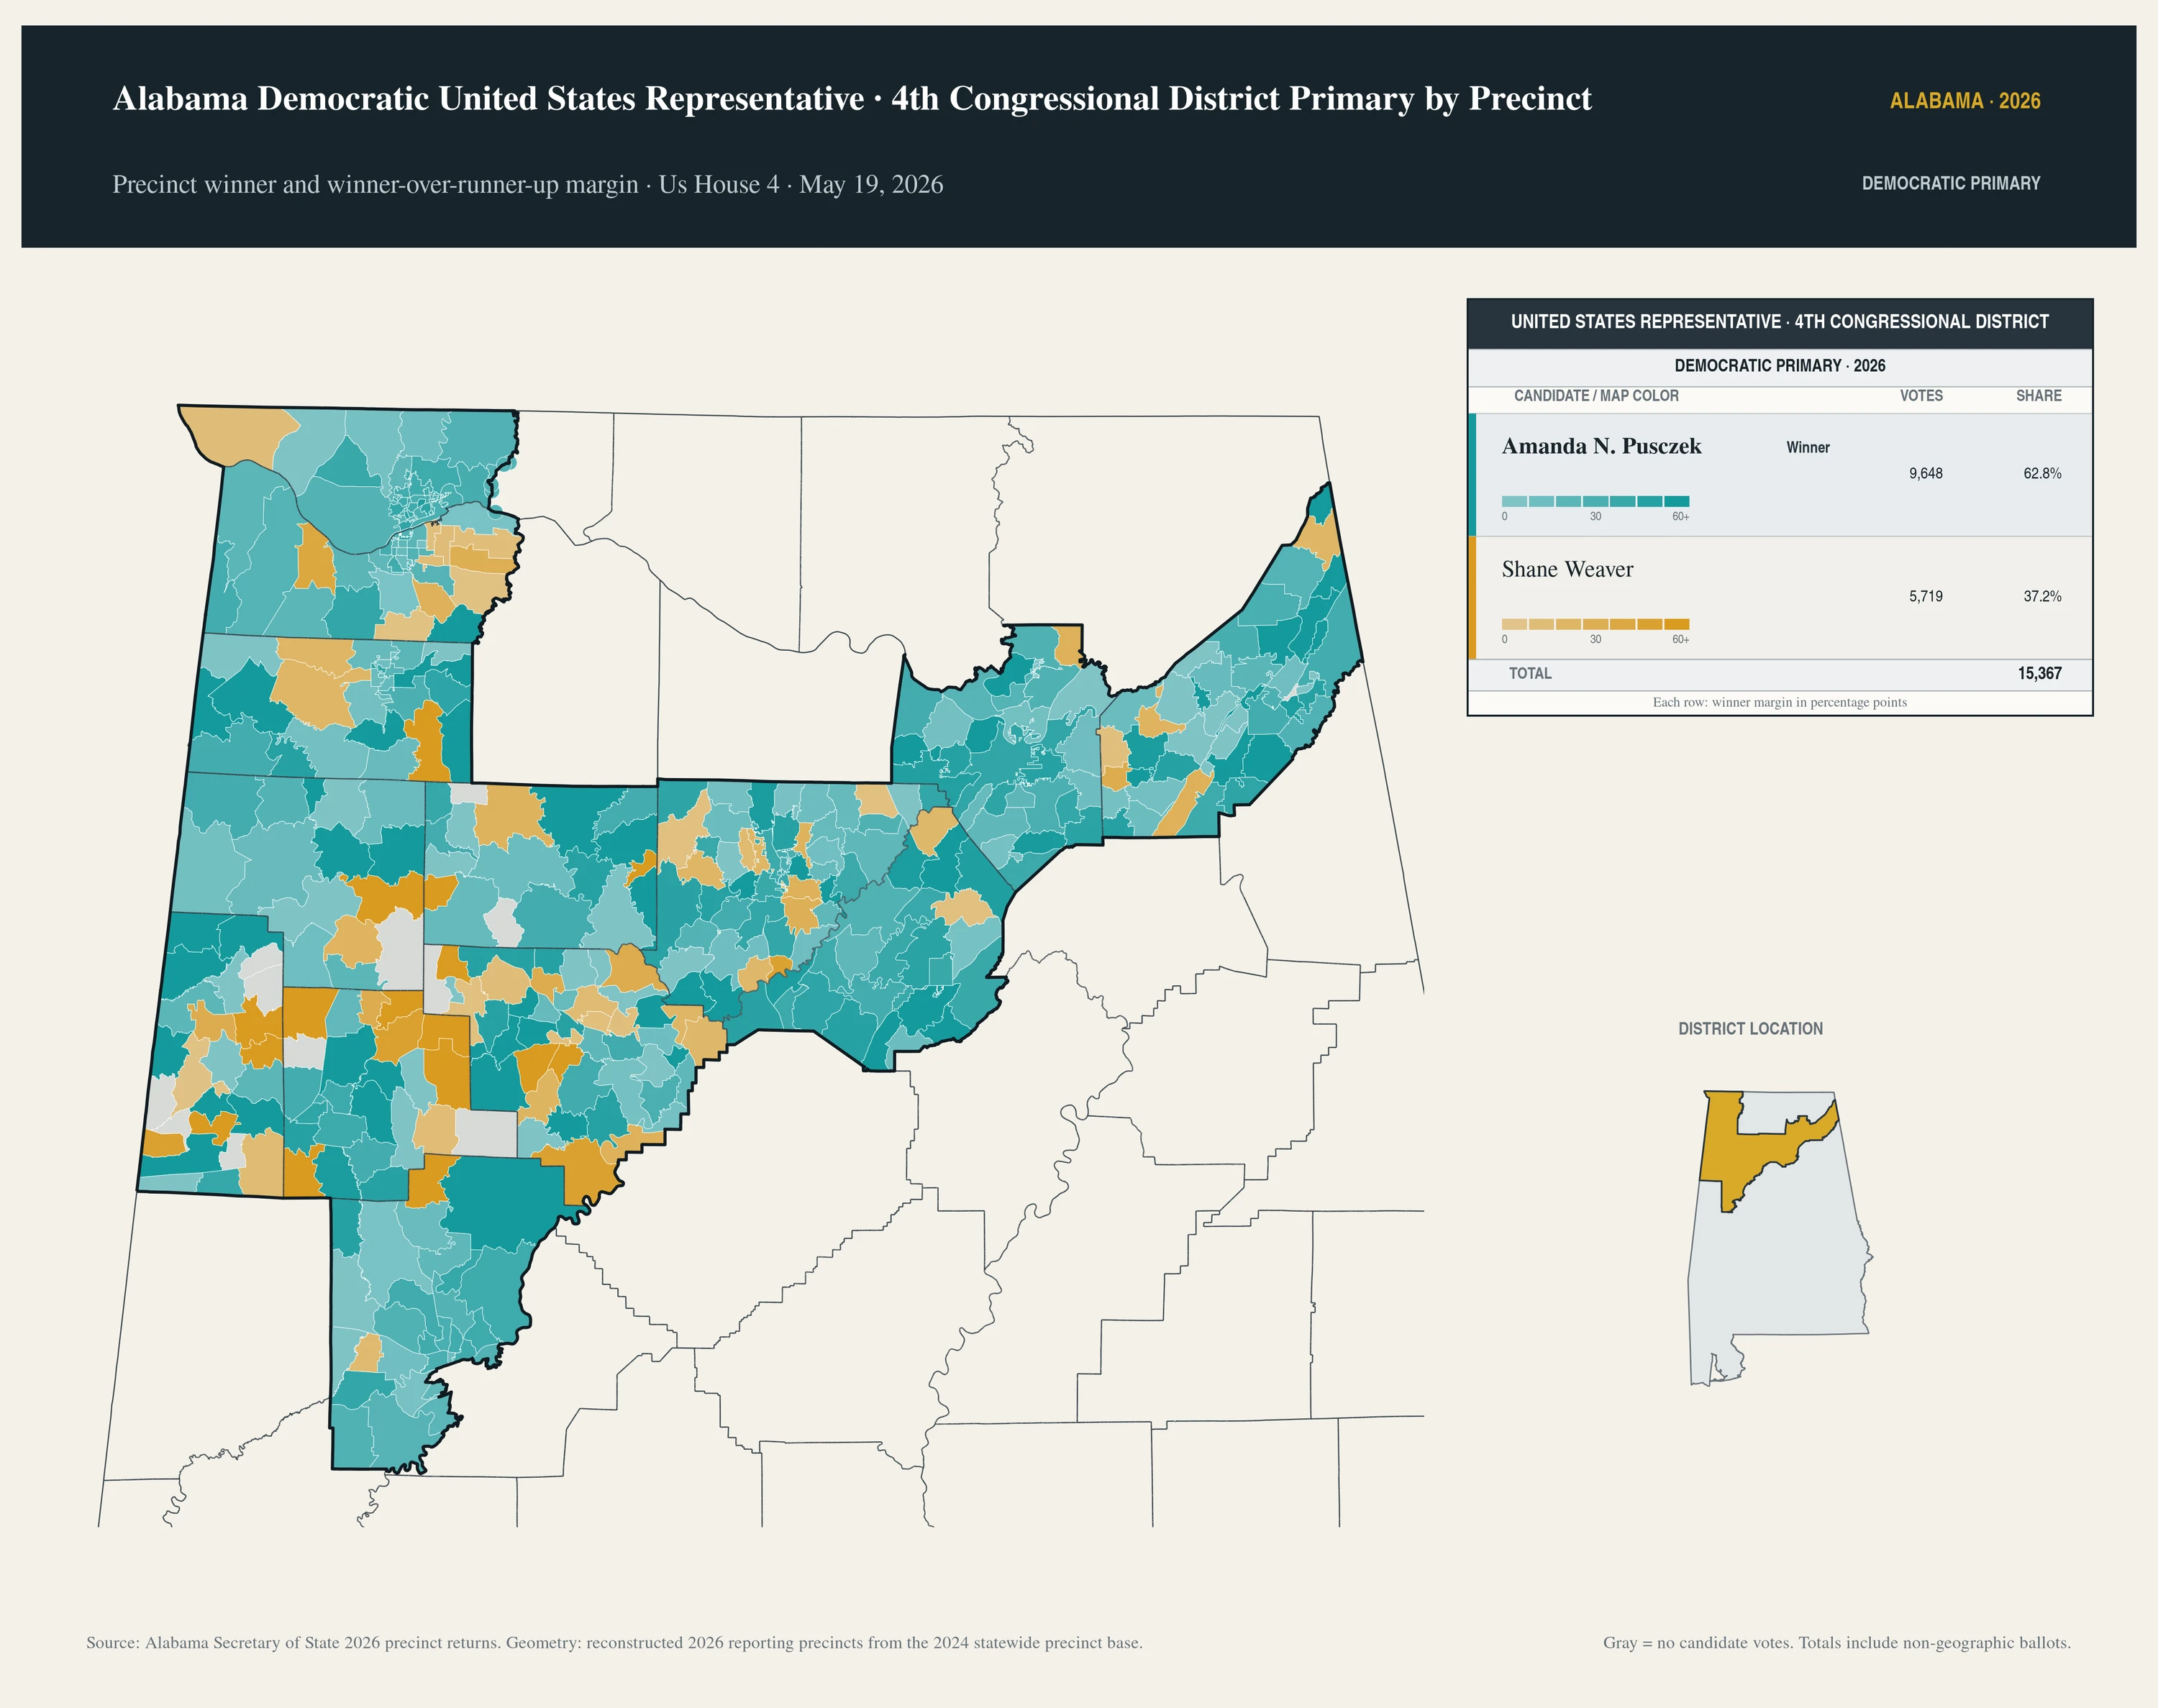 Alabama Democratic United States Representative · 4th Congressional District Primary by Precinct
ALABAMA · 2026
Precinct winner and winner-over-runner-up margin · Us House 4 · May 19, 2026
DEMOCRATIC PRIMARY
UNITED STATES REPRESENTATIVE · 4TH CONGRESSIONAL DISTRICT
DEMOCRATIC PRIMARY · 2026
CANDIDATE / MAP COLOR VOTES SHARE
Amanda N. Pusczek Winner
9,648 62.8%
0 30 60+
Shane Weaver
5,719 37.2%
0 30 60+
TOTAL 15,367
Each row: winner margin in percentage points
DISTRICT LOCATION
Source: Alabama Secretary of State 2026 precinct returns. Geometry: reconstructed 2026 reporting precincts from the 2024 statewide precinct base.
Gray = no candidate votes. Totals include non-geographic ballots.